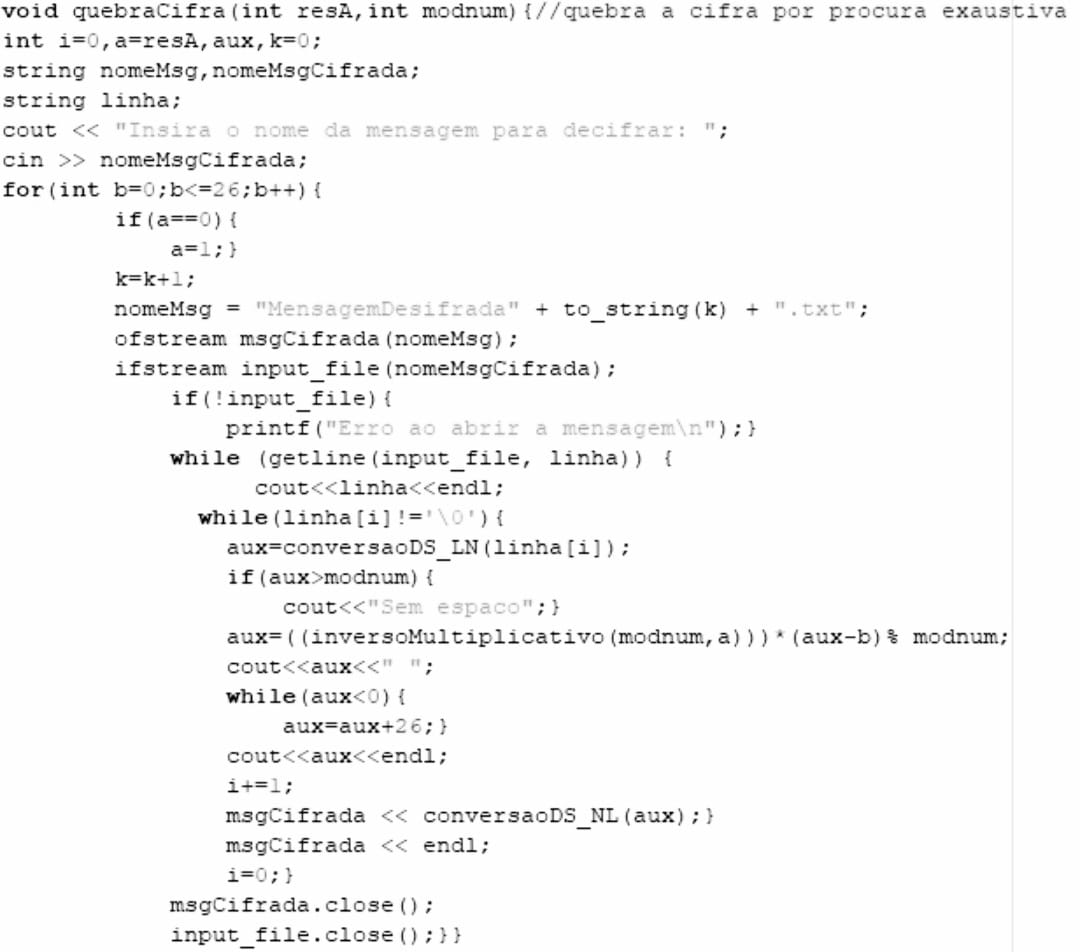 void quebraCifra(int resA,int modnum){//quebra a cifra por procura exaustiva
int i=0,a=resA,aux,k=0;
string nomeMsg,nomeMsgCifrada;
string linha;
cout << "Insira o nome da mensagem para decifrar: ";
cin >> nomeMsgCifrada;
for(int b=0;b<=26;b++){
if(a==0){
a=1;}
k=k+1;
nomeMsg = "MensagemDesifrada" + to_string(k) + ".txt";
ofstream msgCifrada(nomeMsg);
ifstream input_file(nomeMsgCifrada);
if(!input_file){
printf("Erro ao abrir a mensagem\n");}
while (getline(input_file, linha)) {
cout<<linha<<endl;
while(linha[i]!='\0'){
aux=conversaoDS_LN(linha[i]);
if(aux>modnum){
cout<<"Sem espaco";}
aux=((inversoMultiplicativo(modnum,a)))*(aux-b)% modnum;
cout<<aux<<" ";
while(aux<0){
aux=aux+26;}
cout<<aux<<endl;
i+=1;
msgCifrada << conversaoDS_NL(aux);}
msgCifrada << endl;
i=0;}
msgCifrada.close();
input_file.close();}}